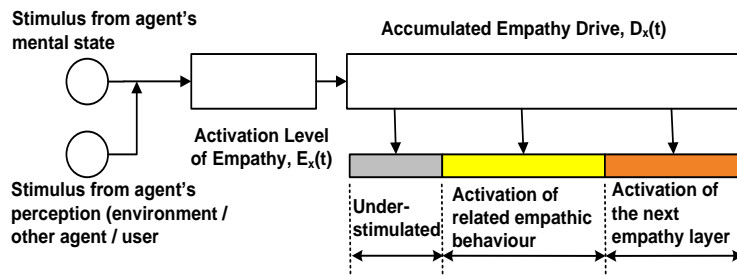 Stimulus from agent's
mental state
Accumulated Empathy Drive, Dx(t)
Activation Level
of Empathy, Ex(t)
Stimulus from agent's
perception (environment /
other agent / user
Under-
stimulated
Activation of
related empathic
behaviour
Activation of
the next
empathy layer